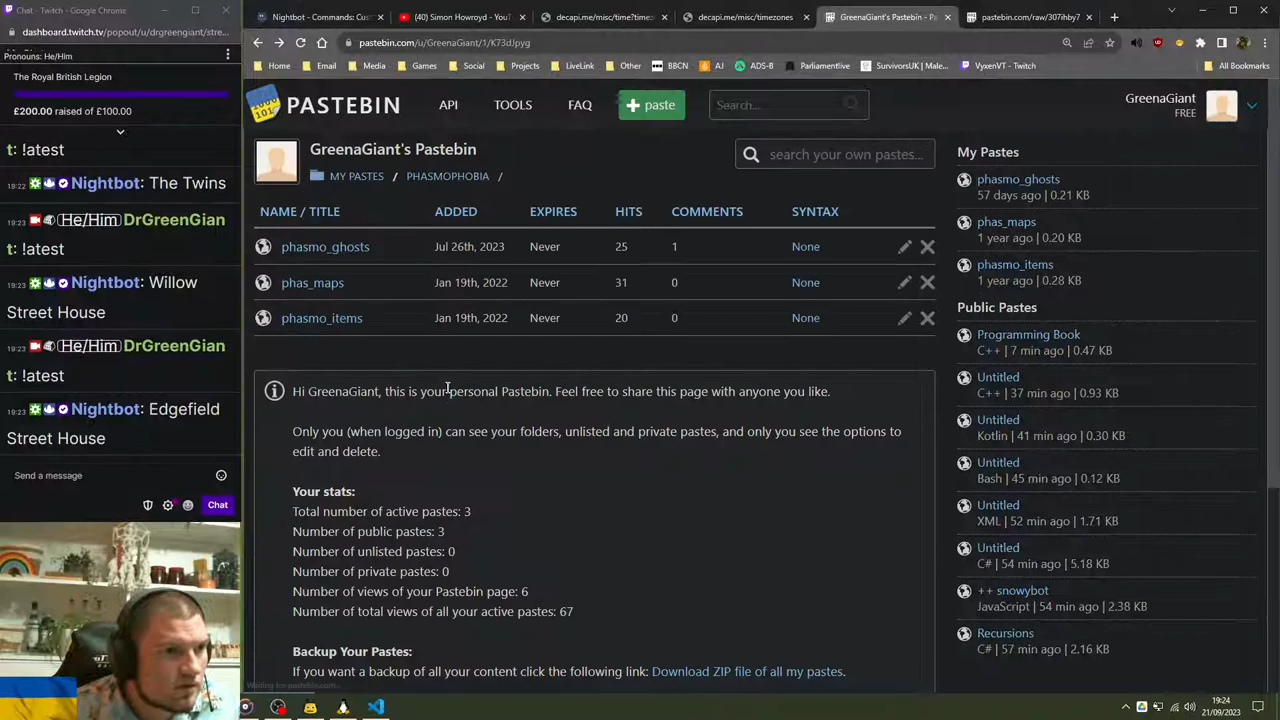 Chat - Twitch - Google Chrome
dashboard.twitch.tv/popout/u/drgreengiant/stre...
Pronouns: He/Him
The Royal British Legion
£200.00 raised of £100.00
t: !atest
19:22 Nightbot: The Twins
19:23 He/Him DrGreenGian
t: !atest
19:23 Nightbot: Willow
Street House
19:23 He/Him DrGreenGian
t: !atest
19:23 Nightbot: Edgefield
Street House
Send a message
Chat
Nightbot - Commands: Cus
(40) Simon Howroyd - YouT
decapi.me/misc/time?timez
decapi.me/misc/timezones
GreenaGiant's Pastebin - Pa
pastebin.com/raw/307ihby7
pastebin.com/u/GreenaGiant/1/K73dJpyg
Home
Email
Media
Games
Social
Projects
LiveLink
Other
BBCN
AJ
ADS-B
Parliamentlive
SurvivorsUK | Male...
VyxenVT - Twitch
All Bookmarks
PASTEBIN
API
TOOLS
FAQ
+ paste
Search...
GreenaGiant
FREE
GreenaGiant's Pastebin
MY PASTES / PHASMOPHOBIA /
search your own pastes...
NAME / TITLE ADDED EXPIRES HITS COMMENTS SYNTAX
phasmo_ghosts Jul 26th, 2023 Never 25 1 None
phas_maps Jan 19th, 2022 Never 31 0 None
phasmo_items Jan 19th, 2022 Never 20 0 None
Hi GreenaGiant, this is your personal Pastebin. Feel free to share this page with anyone you like.
Only you (when logged in) can see your folders, unlisted and private pastes, and only you see the options to
edit and delete.
Your stats:
Total number of active pastes: 3
Number of public pastes: 3
Number of unlisted pastes: 0
Number of private pastes: 0
Number of views of your Pastebin page: 6
Number of total views of all your active pastes: 67
Backup Your Pastes:
If you want a backup of all your content click the following link: Download ZIP file of all my pastes.
Waiting for pastebin.com...
My Pastes
phasmo_ghosts
57 days ago | 0.21 KB
phas_maps
1 year ago | 0.20 KB
phasmo_items
1 year ago | 0.28 KB
Public Pastes
Programming Book
C++ | 7 min ago | 0.47 KB
Untitled
C++ | 37 min ago | 0.93 KB
Untitled
Kotlin | 41 min ago | 0.30 KB
Untitled
Bash | 45 min ago | 0.12 KB
Untitled
XML | 52 min ago | 1.71 KB
Untitled
C# | 54 min ago | 5.18 KB
++ snowybot
JavaScript | 54 min ago | 2.38 KB
Recursions
C# | 57 min ago | 2.16 KB
19:24
21/09/2023